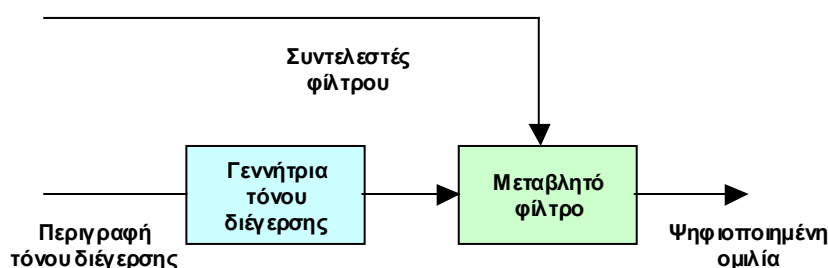 Συντελεστές
φίλτρου
Γεννήτρια
τόνου
διέγερσης
Μεταβλητό
φίλτρο
Περιγραφή
τόνου διέγερσης
Ψηφιοποιημένη
ομιλία